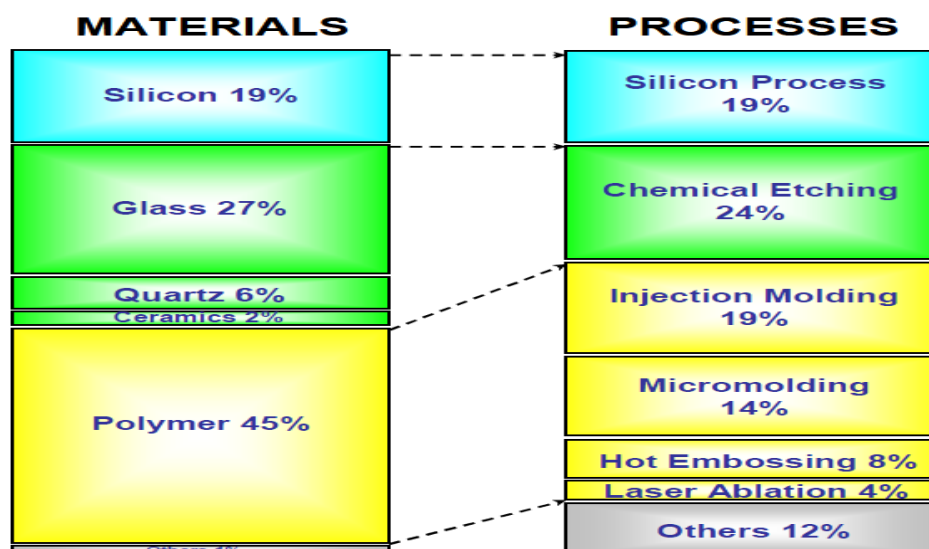 MATERIALS
Silicon 19%
Glass 27%
Quartz 6%
Ceramics 2%
Polymer 45%
PROCESSES
Silicon Process
19%
Chemical Etching
24%
Injection Molding
19%
Micromolding
14%
Hot Embossing 8%
Laser Ablation 4%
Others 12%